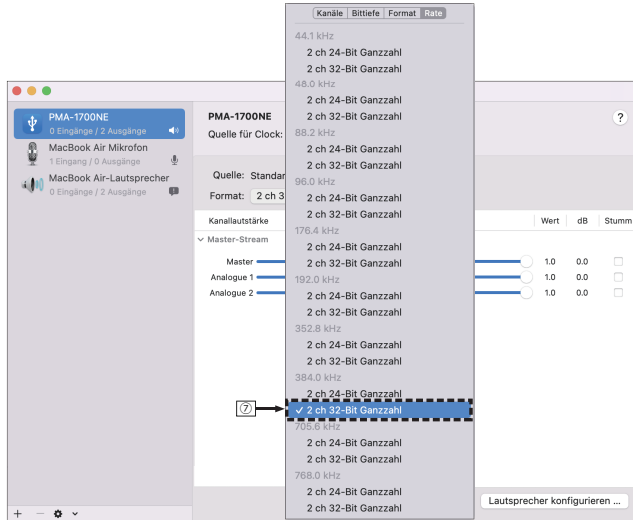 Kanäle Bittiefe Format Rate
44.1 kHz
2 ch 24-Bit Ganzzahl
2 ch 32-Bit Ganzzahl
48.0 kHz
2 ch 24-Bit Ganzzahl
2 ch 32-Bit Ganzzahl
88.2 kHz
2 ch 24-Bit Ganzzahl
2 ch 32-Bit Ganzzahl
96.0 kHz
2 ch 24-Bit Ganzzahl
2 ch 32-Bit Ganzzahl
176.4 kHz
2 ch 24-Bit Ganzzahl
2 ch 32-Bit Ganzzahl
192.0 kHz
2 ch 24-Bit Ganzzahl
2 ch 32-Bit Ganzzahl
352.8 kHz
2 ch 24-Bit Ganzzahl
2 ch 32-Bit Ganzzahl
384.0 kHz
2 ch 24-Bit Ganzzahl
⑦ ✓ 2 ch 32-Bit Ganzzahl
705.6 kHz
2 ch 24-Bit Ganzzahl
2 ch 32-Bit Ganzzahl
768.0 kHz
2 ch 24-Bit Ganzzahl
2 ch 32-Bit Ganzzahl
PMA-1700NE
0 Eingänge / 2 Ausgänge
MacBook Air Mikrofon
1 Eingang / 0 Ausgänge
MacBook Air-Lautsprecher
0 Eingänge / 2 Ausgänge
PMA-1700NE
?
Quelle für Clock:
Quelle: Standar
Format: 2 ch 3
Kanallautstärke Wert dB Stumm
Master-Stream
Master 1.0 0.0
Analogue 1 1.0 0.0
Analogue 2 1.0 0.0
Lautsprecher konfigurieren ...
+ −